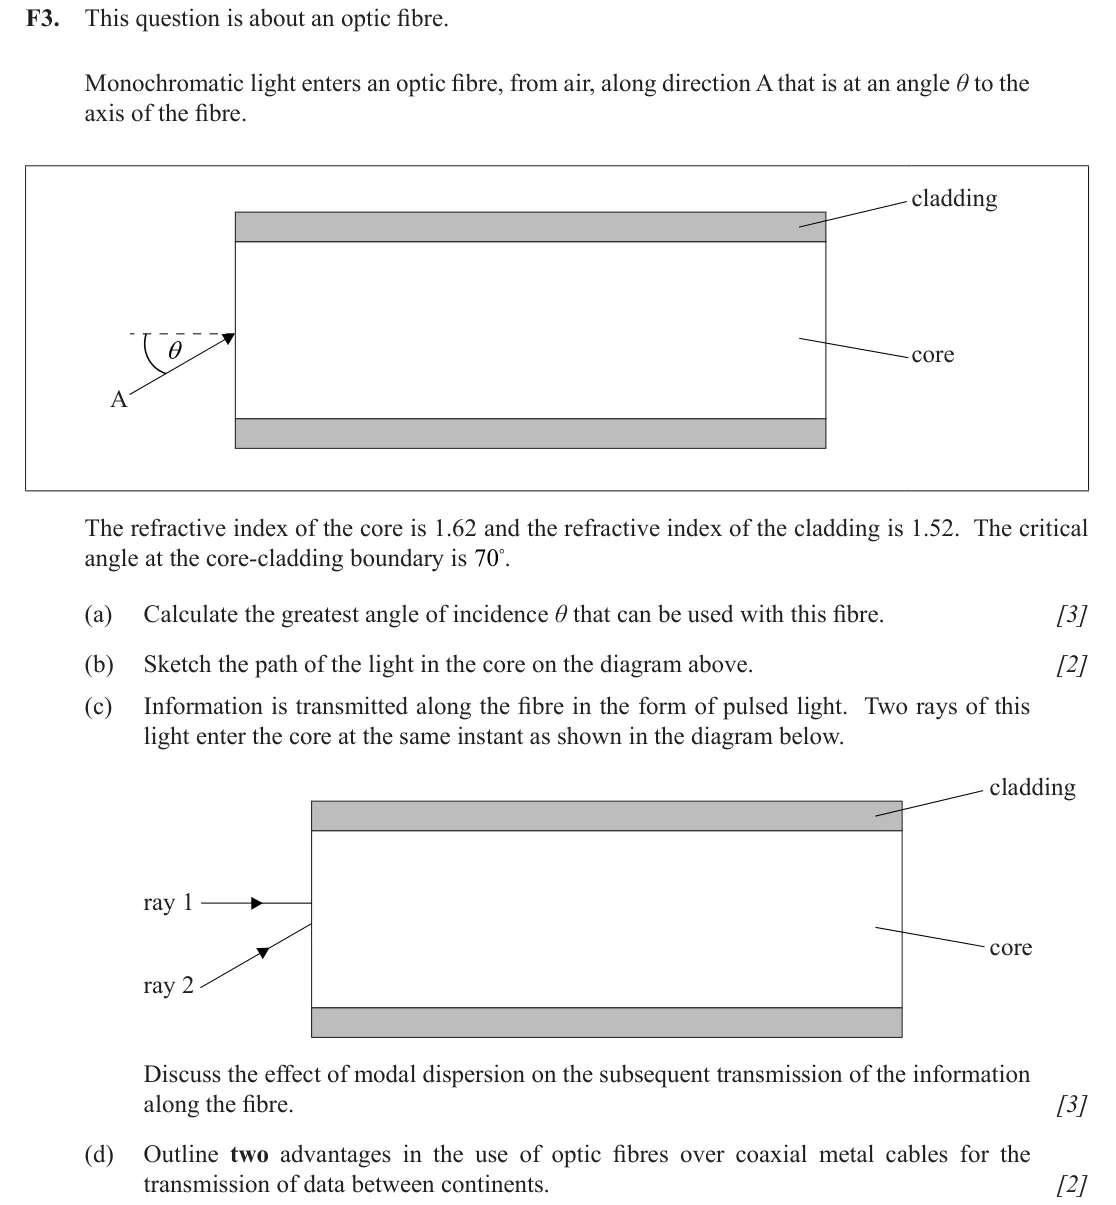 F3. This question is about an optic fibre.
Monochromatic light enters an optic fibre, from air, along direction A that is at an angle θ to the
axis of the fibre.
cladding
θ
core
A
The refractive index of the core is 1.62 and the refractive index of the cladding is 1.52. The critical
angle at the core-cladding boundary is 70°.
(a) Calculate the greatest angle of incidence θ that can be used with this fibre. [3]
(b) Sketch the path of the light in the core on the diagram above. [2]
(c) Information is transmitted along the fibre in the form of pulsed light. Two rays of this
light enter the core at the same instant as shown in the diagram below.
cladding
ray 1
core
ray 2
Discuss the effect of modal dispersion on the subsequent transmission of the information
along the fibre. [3]
(d) Outline two advantages in the use of optic fibres over coaxial metal cables for the
transmission of data between continents. [2]